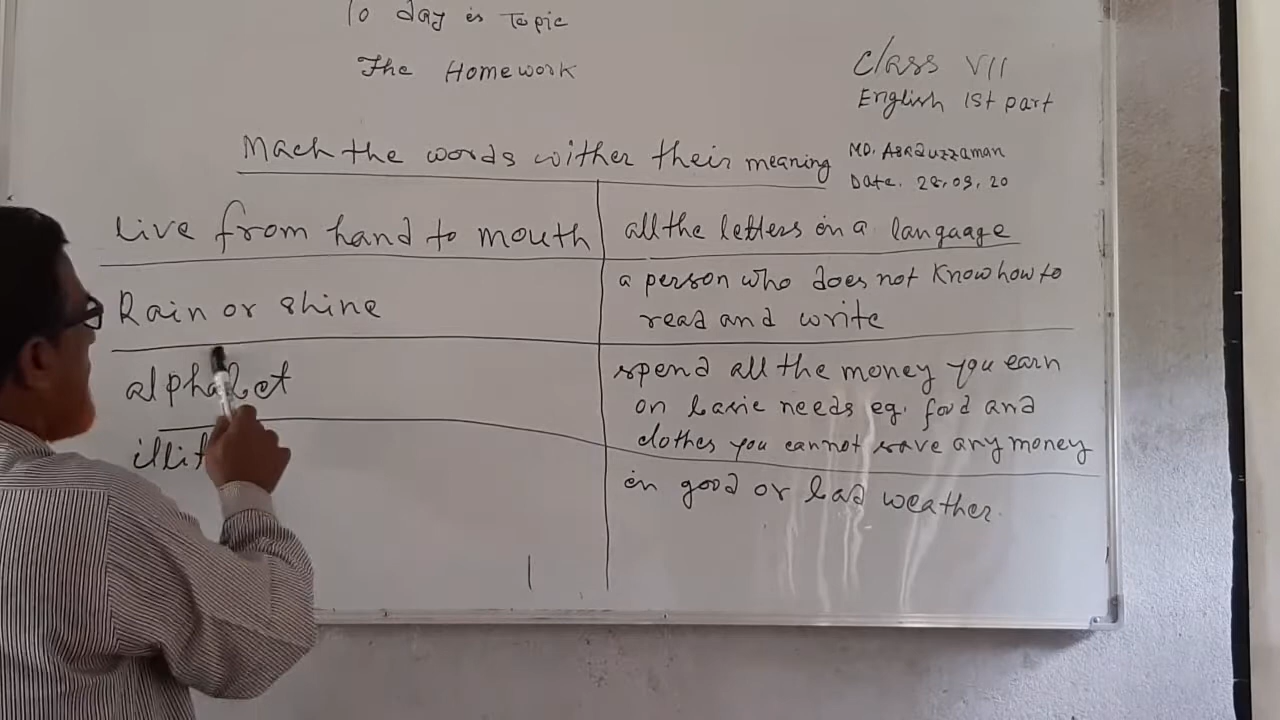 To day is Topic
The Homework
Class VII
English 1st part
Mach the words wither their meaning
MD. Asaduzzaman
Date. 28.09.20
Live from hand to mouth
all the letters in a language
Rain or shine
a person who does not know how to
read and write
alphabet
spend all the money you earn
on basic needs eg. food and
clothes you cannot save any money
illit
in good or bad weather.